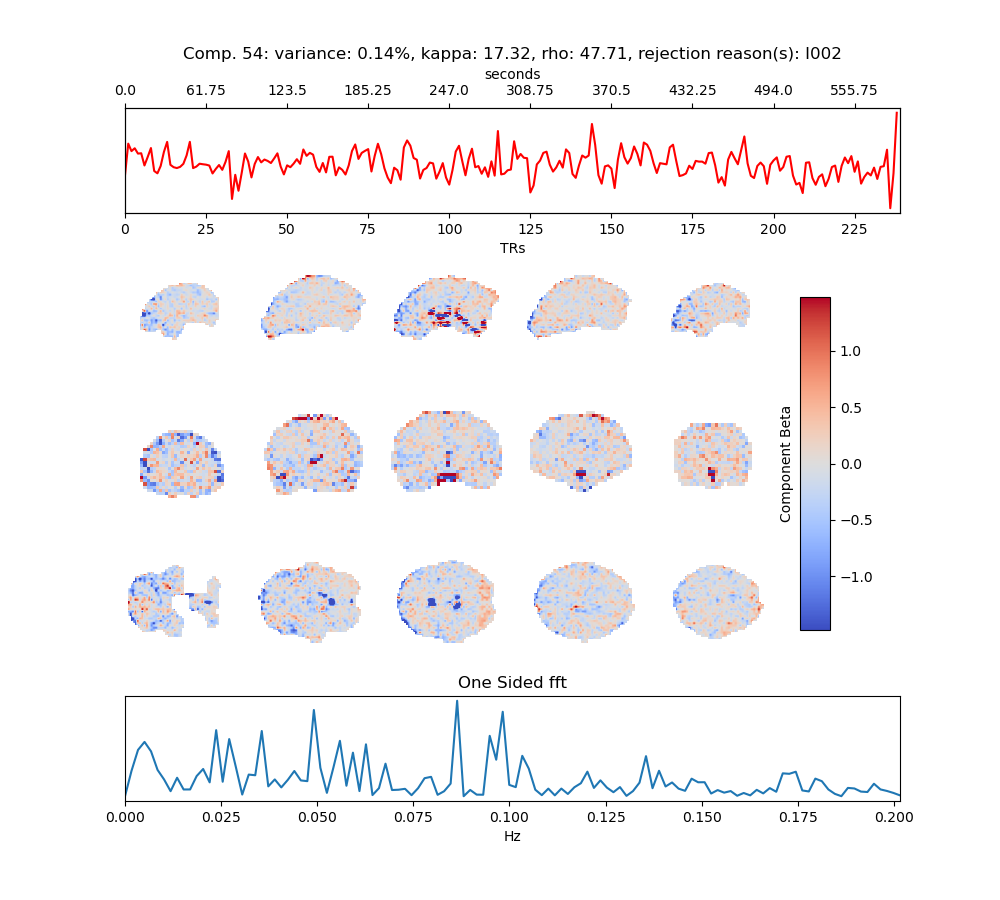 Comp. 54: variance: 0.14%, kappa: 17.32, rho: 47.71, rejection reason(s): I002
seconds
0.0 61.75 123.5 185.25 247.0 308.75 370.5 432.25 494.0 555.75
0 25 50 75 100 125 150 175 200 225
TRs
Component Beta
1.0
0.5
0.0
−0.5
−1.0
One Sided fft
0.000 0.025 0.050 0.075 0.100 0.125 0.150 0.175 0.200
Hz